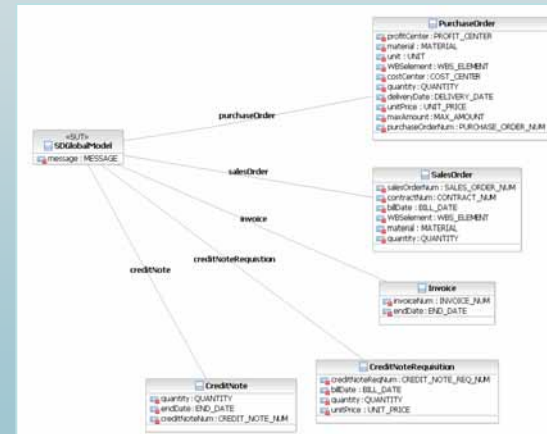 PurchaseOrder
profitCenter : PROFIT_CENTER
material : MATERIAL
unit : UNIT
WBSelement : WBS_ELEMENT
costCenter : COST_CENTER
quantity : QUANTITY
deliveryDate : DELIVERY_DATE
unitPrice : UNIT_PRICE
maxAmount : MAX_AMOUNT
purchaseOrderNum : PURCHASE_ORDER_NUM
purchaseOrder
«SUT»
SDGlobalModel
message : MESSAGE
salesOrder
SalesOrder
salesOrderNum : SALES_ORDER_NUM
contractNum : CONTRACT_NUM
billDate : BILL_DATE
WBSelement : WBS_ELEMENT
material : MATERIAL
quantity : QUANTITY
invoice
creditNoteRequistion
creditNote
Invoice
invoiceNum : INVOICE_NUM
endDate : END_DATE
CreditNoteRequisition
creditNoteReqNum : CREDIT_NOTE_REQ_NUM
billDate : BILL_DATE
quantity : QUANTITY
unitPrice : UNIT_PRICE
CreditNote
quantity : QUANTITY
endDate : END_DATE
creditNoteNum : CREDIT_NOTE_NUM